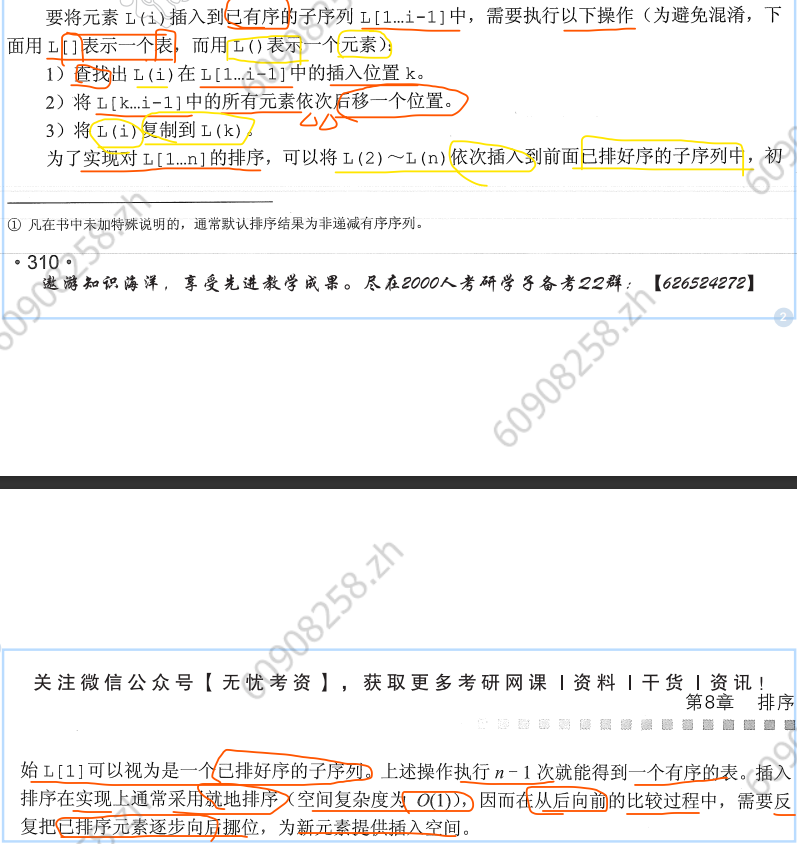 要将元素 L(i)插入到已有序的子序列 L[1…i-1]中，需要执行以下操作（为避免混淆，下
面用 L[]表示一个表，而用 L()表示一个元素）：
1）查找出 L(i)在 L[1…i-1]中的插入位置 k。
2）将 L[k…i-1]中的所有元素依次后移一个位置。
3）将 L(i)复制到 L(k)。
为了实现对 L[1…n]的排序，可以将 L(2)～L(n)依次插入到前面已排好序的子序列中，初
① 凡在书中未加特殊说明的，通常默认排序结果为非递减有序序列。
·310·
遨游知识海洋，享受先进教学成果。尽在2000人考研学子备考QQ群：【626524272】
2
60908258.zh
60908258.zh
60908258.zh
关注微信公众号【无忧考资】，获取更多考研网课丨资料丨干货丨资讯！
第8章 排序
始 L[1]可以视为是一个已排好序的子序列。上述操作执行 n－1 次就能得到一个有序的表。插入
排序在实现上通常采用就地排序（空间复杂度为 O(1)），因而在从后向前的比较过程中，需要反
复把已排序元素逐步向后挪位，为新元素提供插入空间。